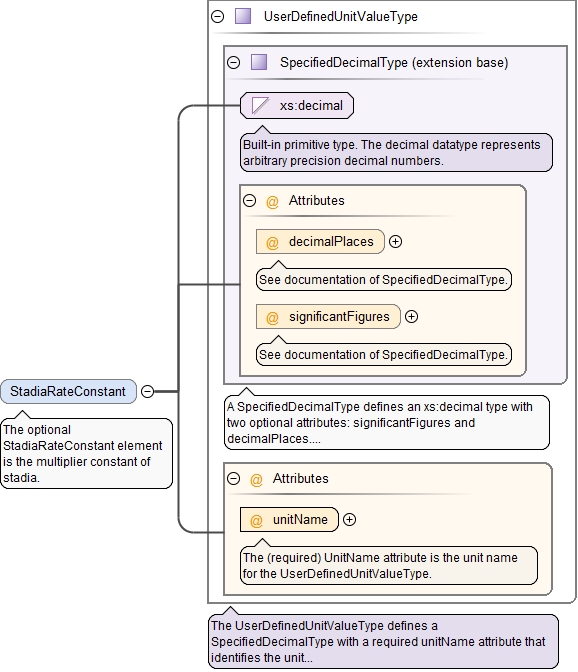 UserDefinedUnitValueType
SpecifiedDecimalType (extension base)
xs:decimal
Built-in primitive type. The decimal datatype represents
arbitrary precision decimal numbers.
@ Attributes
@ decimalPlaces
See documentation of SpecifiedDecimalType.
@ significantFigures
See documentation of SpecifiedDecimalType.
StadiaRateConstant
The optional
StadiaRateConstant element
is the multiplier constant of
stadia.
A SpecifiedDecimalType defines an xs:decimal type with
two optional attributes: significantFigures and
decimalPlaces....
@ Attributes
@ unitName
The (required) UnitName attribute is the unit name
for the UserDefinedUnitValueType.
The UserDefinedUnitValueType defines a
SpecifiedDecimalType with a required unitName attribute that
identifies the unit...